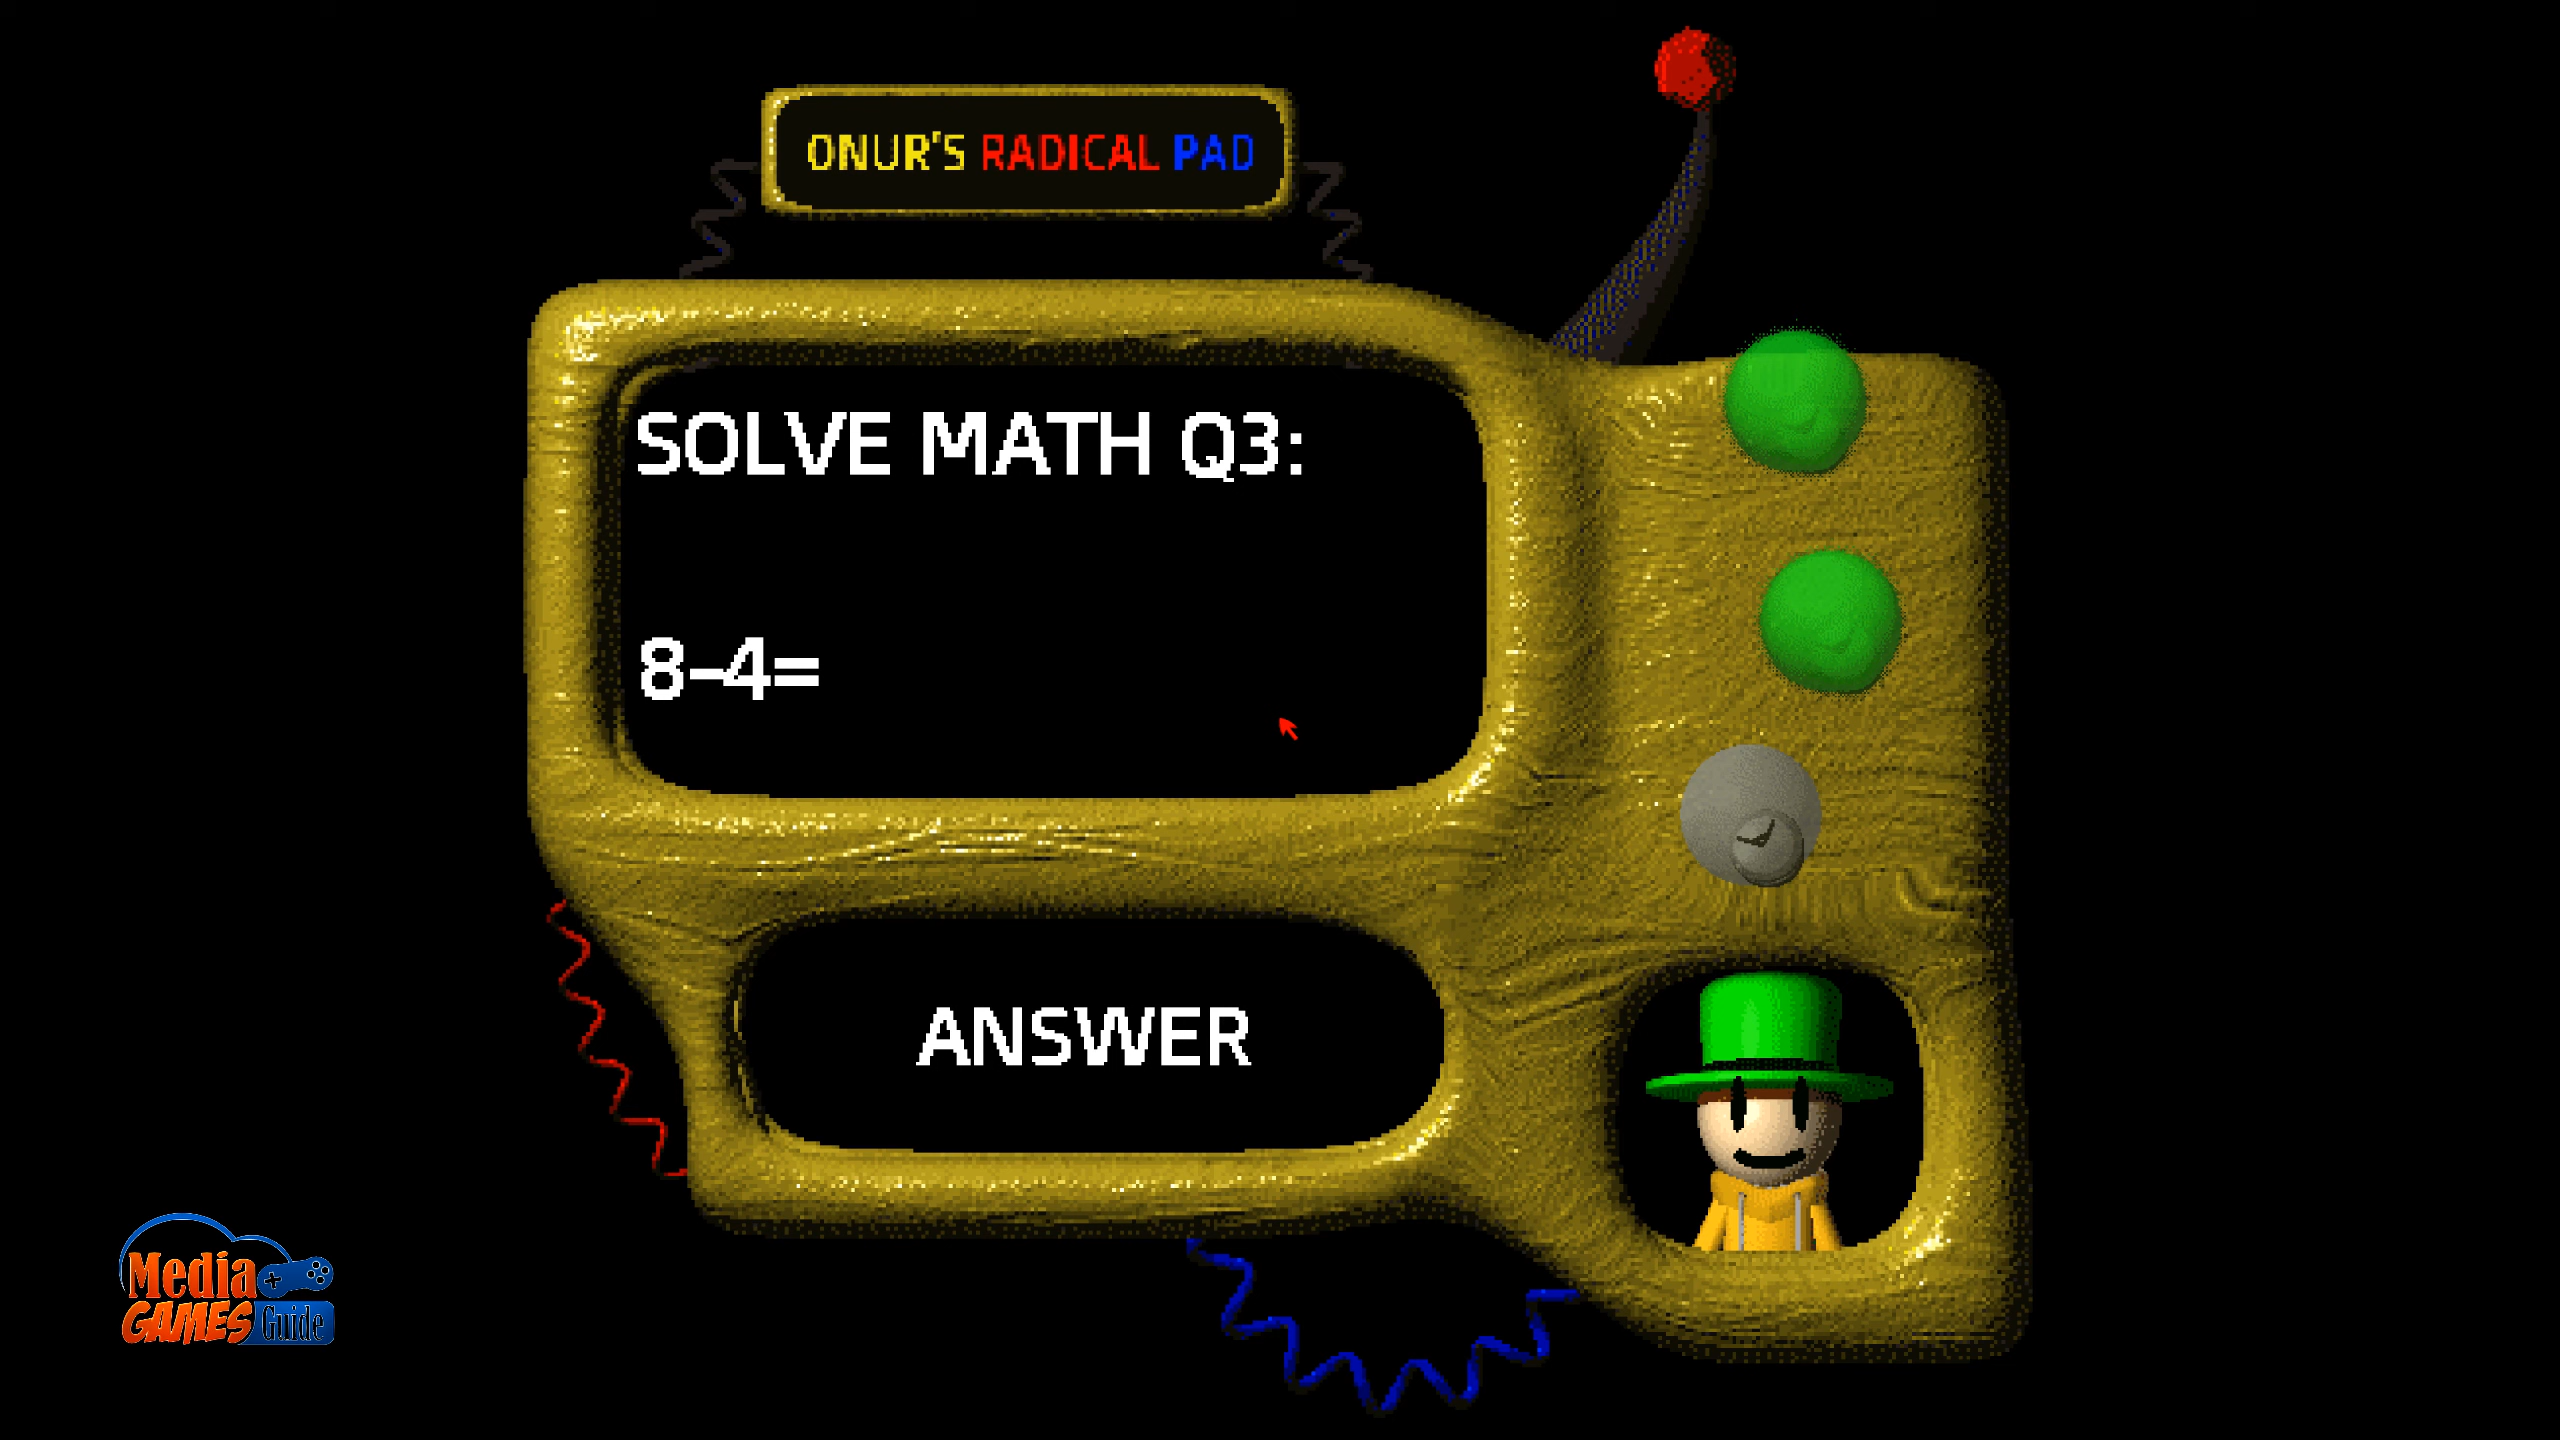 ONUR'S RADICAL PAD
SOLVE MATH Q3:
8-4=
ANSWER
Media
GAMES Guide